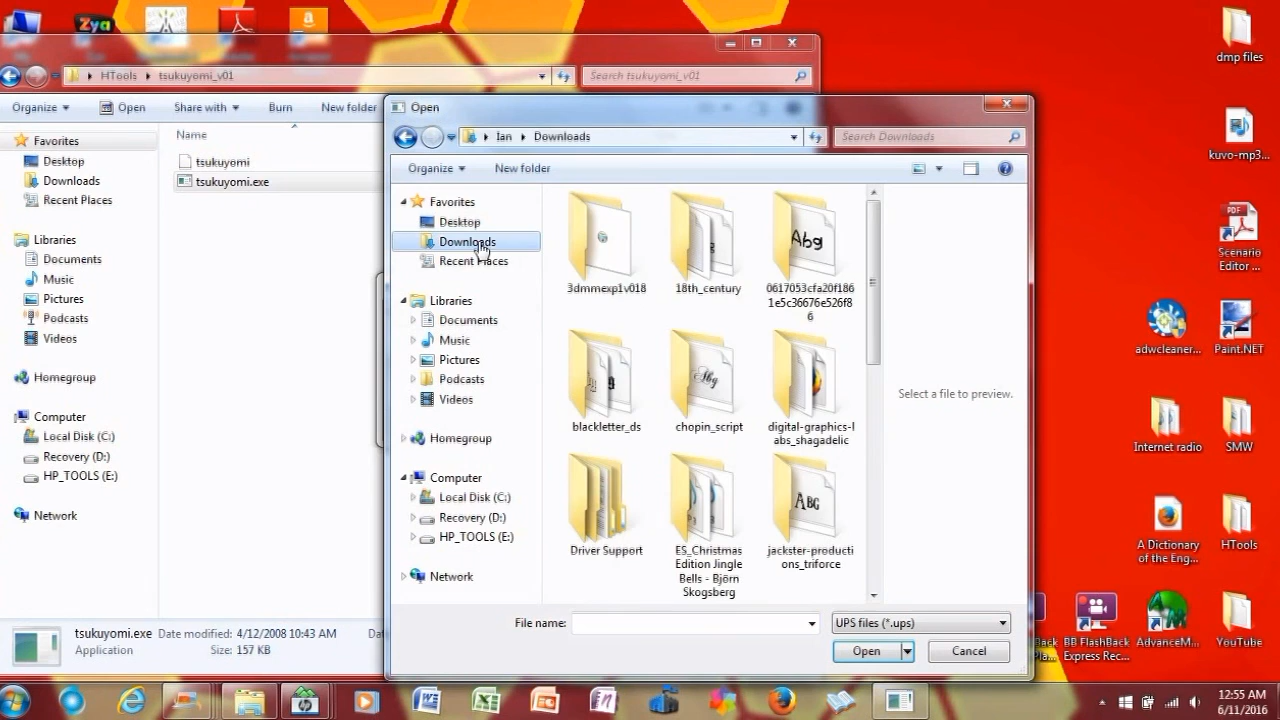 Zya
a
dmp files
HTools
tsukuyomi_v01
Search tsukuyomi_v01
Organize
Open
Share with
Burn
New folder
Name
Favorites
Desktop
Downloads
Recent Places
Libraries
Documents
Music
Pictures
Podcasts
Videos
Homegroup
Computer
Local Disk (C:)
Recovery (D:)
HP_TOOLS (E:)
Network
tsukuyomi
tsukuyomi.exe
tsukuyomi.exe
Date modified: 4/12/2008 10:43 AM
Application
Size: 157 KB
Open
Ian
Downloads
Search Downloads
Organize
New folder
Favorites
Desktop
Downloads
Recent Places
Libraries
Documents
Music
Pictures
Podcasts
Videos
Homegroup
Computer
Local Disk (C:)
Recovery (D:)
HP_TOOLS (E:)
Network
3dmmexp1v018
18th_century
Abg
0617053cfa20f186
1e5c36676e526f8
6
blackletter_ds
Abg
chopin_script
digital-graphics-l
abs_shagadelic
Driver Support
ES_Christmas
Edition Jingle
Bells - Björn
Skogsberg
ABG
jackster-producti
ons_triforce
Select a file to preview.
File name:
UPS files (*.ups)
Open
Cancel
kuvo-mp3...
PDF
Scenario
Editor ...
adwcleaner...
Paint.NET
Internet radio
SMW
A Dictionary
of the Eng...
HTools
BB FlashBack
Express Rec...
AdvanceM...
YouTube
12:55 AM
6/11/2016